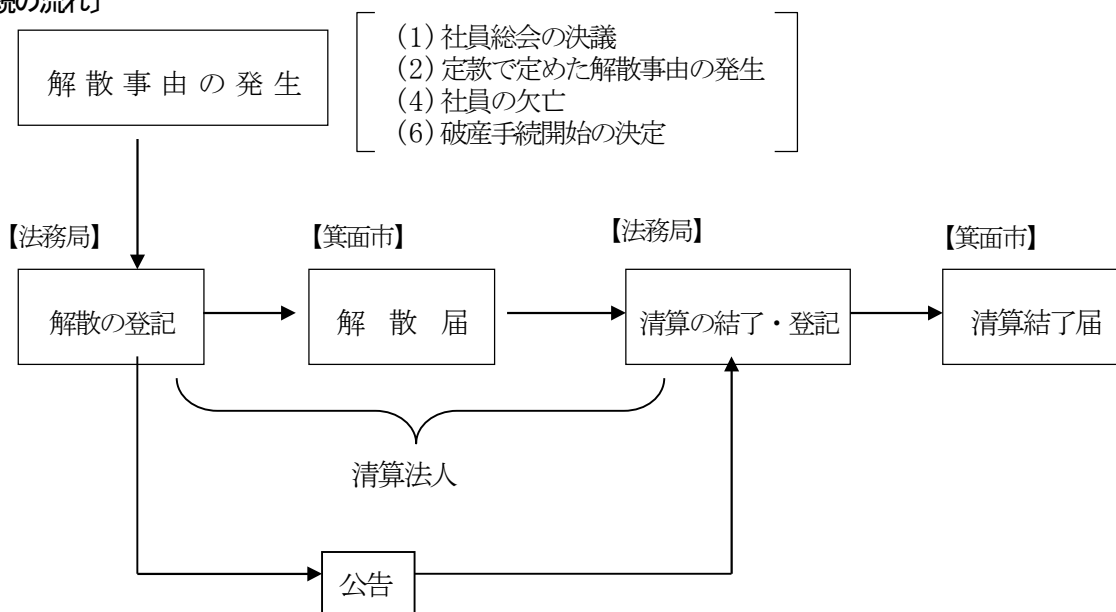 の流れ〕
解散事由の発生
(1)社員総会の決議
(2)定款で定めた解散事由の発生
(4)社員の欠亡
(6)破産手続開始の決定
【法務局】
【箕面市】
【法務局】
【箕面市】
解散の登記
解散届
清算の結了・登記
清算結了届
清算法人
公告